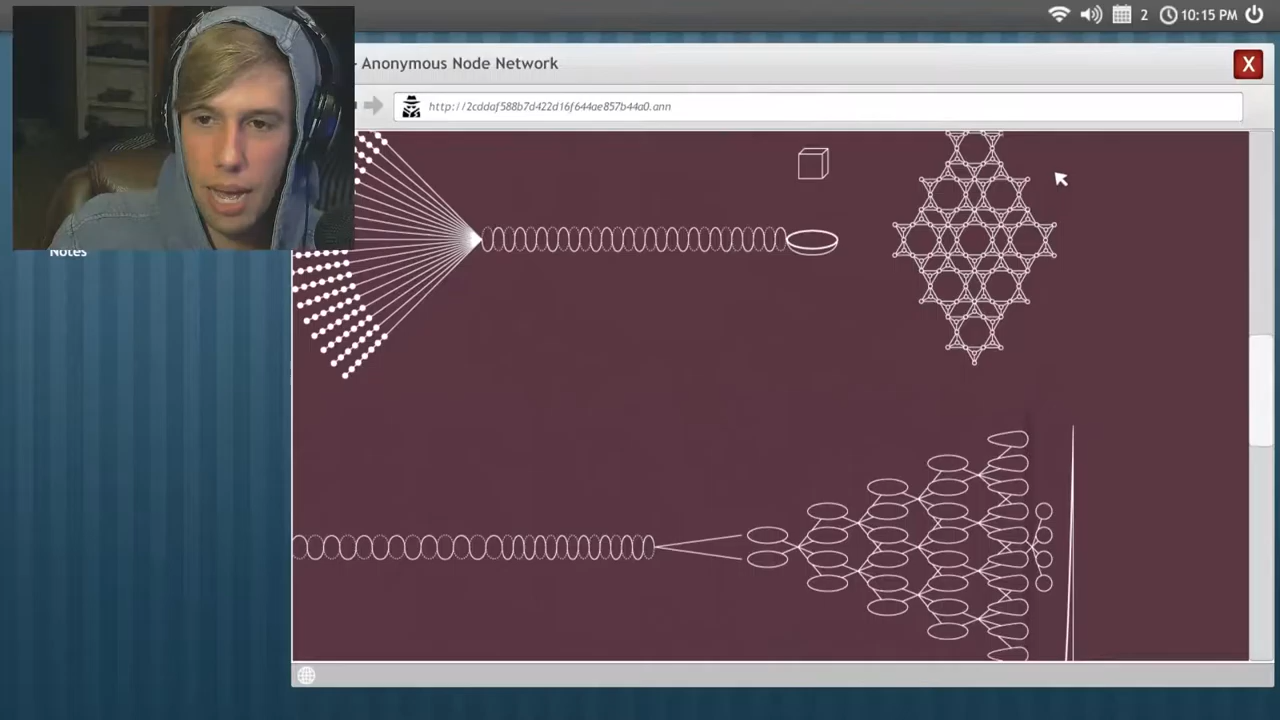 2
10:15 PM
- Anonymous Node Network
X
http://2cddaf588b7d422d16f644ae857b44a0.ann
Notes